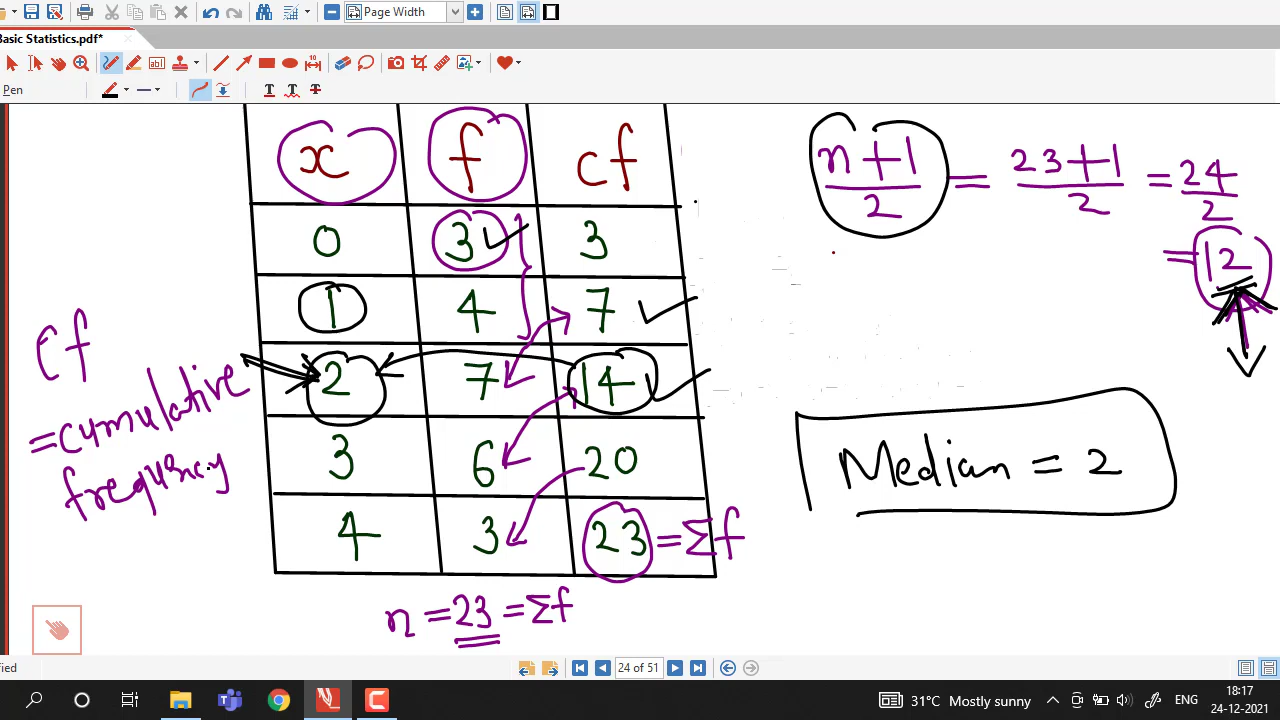 Page Width
Basic Statistics.pdf*
10
Pen
x f cf
0 3 3
1 4 7
2 7 14
3 6 20
4 3 23 = Σf
n = 23 = Σf
Cf
= cumulative
frequency
n+1/2 = 23+1/2 = 24/2
= 12
Median = 2
fied
24 of 51
31°C Mostly sunny
ENG
18:17
24-12-2021